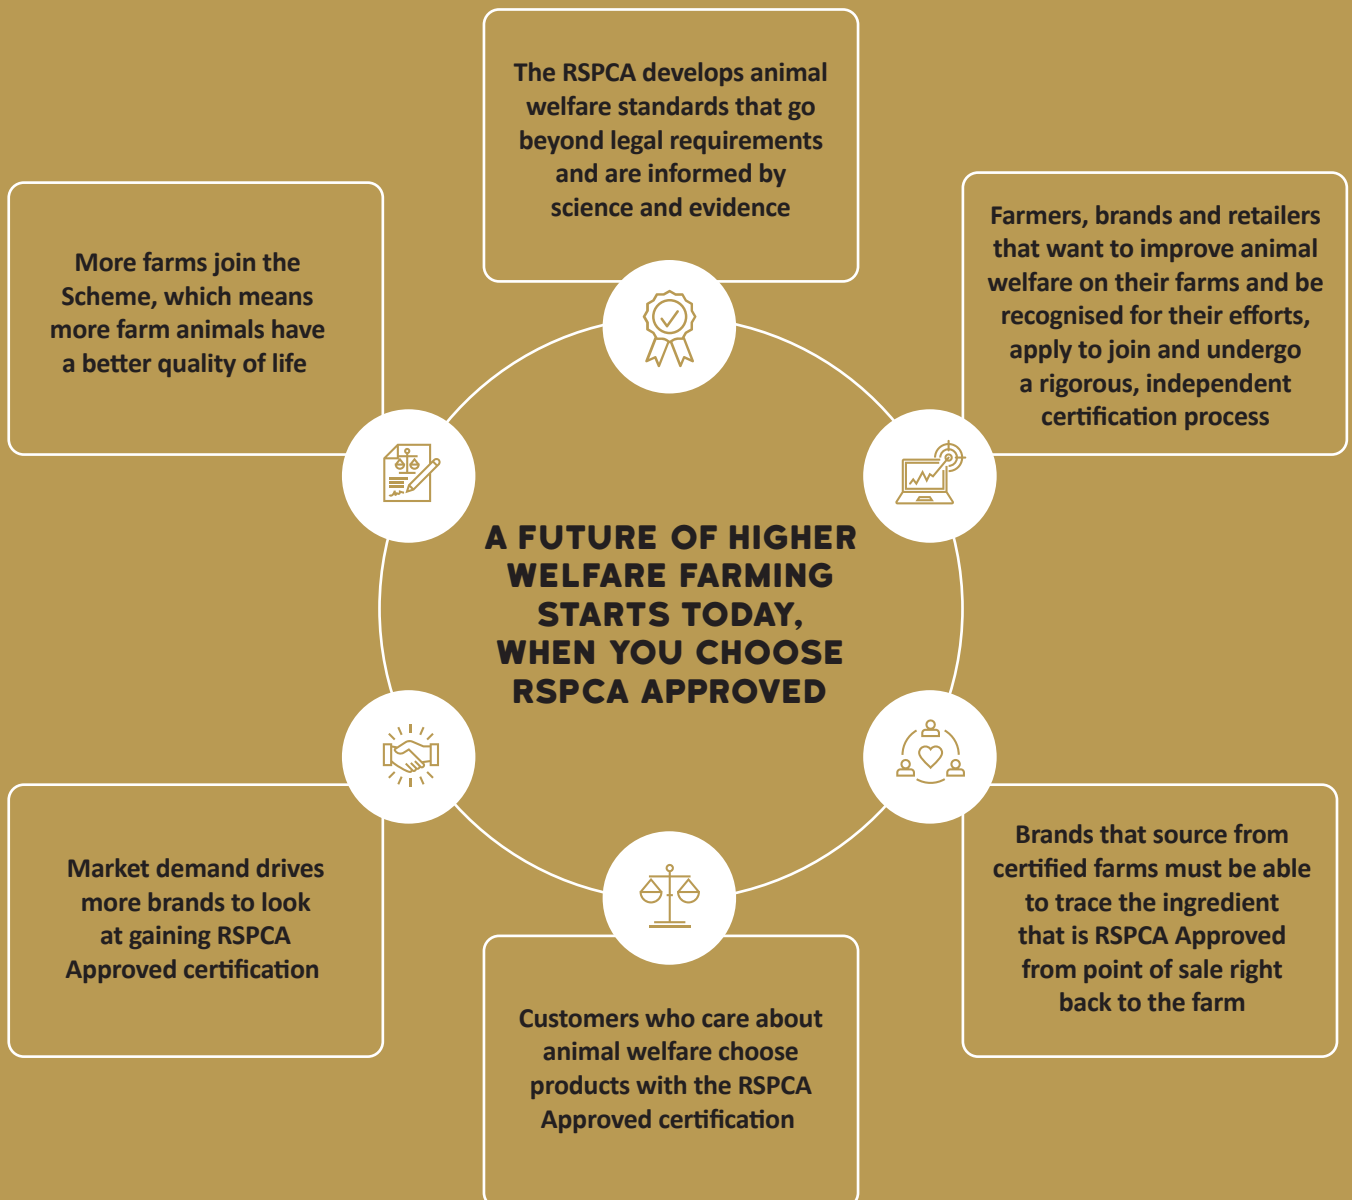 The RSPCA develops animal
welfare standards that go
beyond legal requirements
and are informed by
science and evidence
Farmers, brands and retailers
that want to improve animal
welfare on their farms and be
recognised for their efforts,
apply to join and undergo
a rigorous, independent
certification process
Brands that source from
certified farms must be able
to trace the ingredient
that is RSPCA Approved
from point of sale right
back to the farm
Customers who care about
animal welfare choose
products with the RSPCA
Approved certification
Market demand drives
more brands to look
at gaining RSPCA
Approved certification
More farms join the
Scheme, which means
more farm animals have
a better quality of life
A FUTURE OF HIGHER
WELFARE FARMING
STARTS TODAY,
WHEN YOU CHOOSE
RSPCA APPROVED